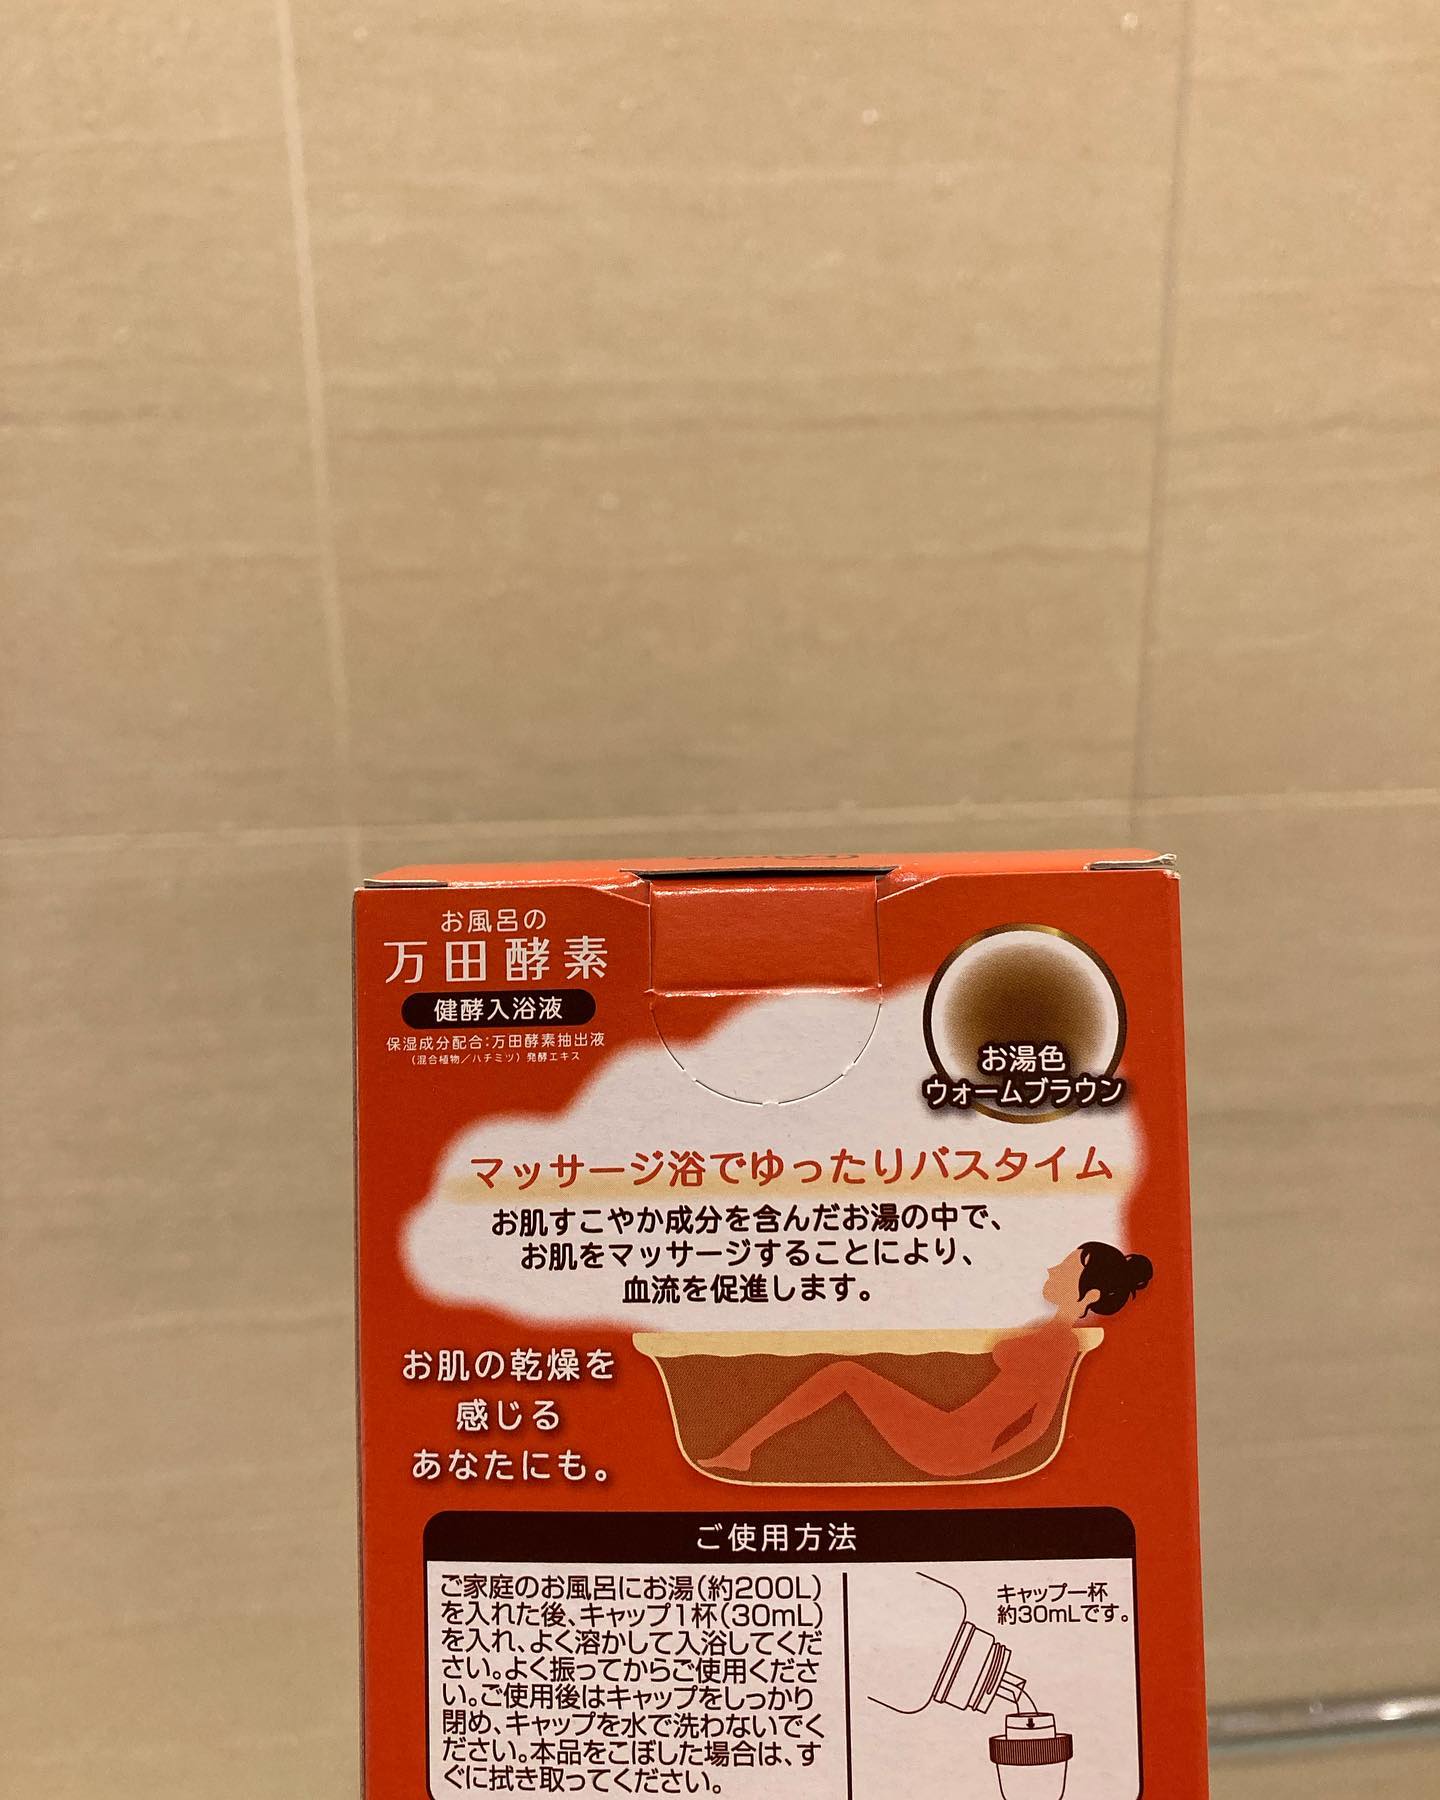 お風呂の
万田酵素
健酵入浴液
保湿成分配合:万田酵素抽出液
(混合植物/ハチミツ)発酵エキス
お湯色
ウォームブラウン
マッサージ浴でゆったりバスタイム
お肌すこやか成分を含んだお湯の中で、
お肌をマッサージすることにより、
血流を促進します。
お肌の乾燥を
感じる
あなたにも。
ご使用方法
ご家庭のお風呂にお湯(約200L)
を入れた後、キャップ1杯(30mL)
を入れ、よく溶かして入浴してくだ
さい。よく振ってからご使用くださ
い。ご使用後はキャップをしっかり
閉め、キャップを水で洗わないでく
ださい。本品をこぼした場合は、す
ぐに拭き取ってください。
キャップ一杯
約30mLです。